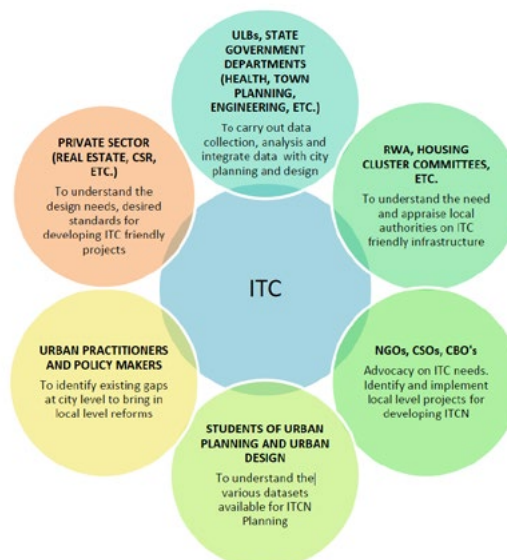 ULBs, STATE
GOVERNMENT
DEPARTMENTS
(HEALTH, TOWN
PLANNING,
ENGINEERING, ETC.)
To carry out data
collection, analysis and
integrate data with city
planning and design
PRIVATE SECTOR
(REAL ESTATE, CSR,
ETC.)
To understand the
design needs, desired
standards for
developing ITC friendly
projects
RWA, HOUSING
CLUSTER COMMITTEES,
ETC.
To understand the need
and appraise local
authorities on ITC
friendly infrastructure
ITC
URBAN PRACTITIONERS
AND POLICY MAKERS
To identify existing gaps
at city level to bring in
local level reforms
NGOs, CSOs, CBO's
Advocacy on ITC needs.
Identify and implement
local level projects for
developing ITCN
STUDENTS OF URBAN
PLANNING AND URBAN
DESIGN
To understand the
various datasets
available for ITCN
Planning